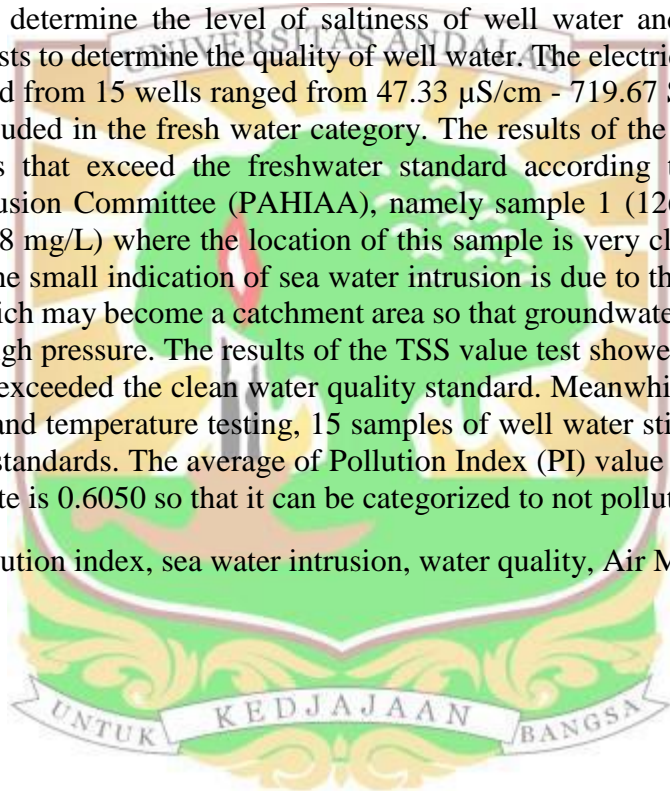 determine the level of saltiness of well water and
sts to determine the quality of well water. The electric
d from 15 wells ranged from 47.33 µS/cm - 719.67 S
uded in the fresh water category. The results of the
s that exceed the freshwater standard according t
usion Committee (PAHIAA), namely sample 1 (126
8 mg/L) where the location of this sample is very cl
ne small indication of sea water intrusion is due to th
ich may become a catchment area so that groundwate
gh pressure. The results of the TSS value test showe
exceeded the clean water quality standard. Meanwhi
and temperature testing, 15 samples of well water sti
standards. The average of Pollution Index (PI) value
te is 0.6050 so that it can be categorized to not pollut
ution index, sea water intrusion, water quality, Air M
UNIVERSITAS ANDALAS
UNTUK KEDJAJAAN BANGSA